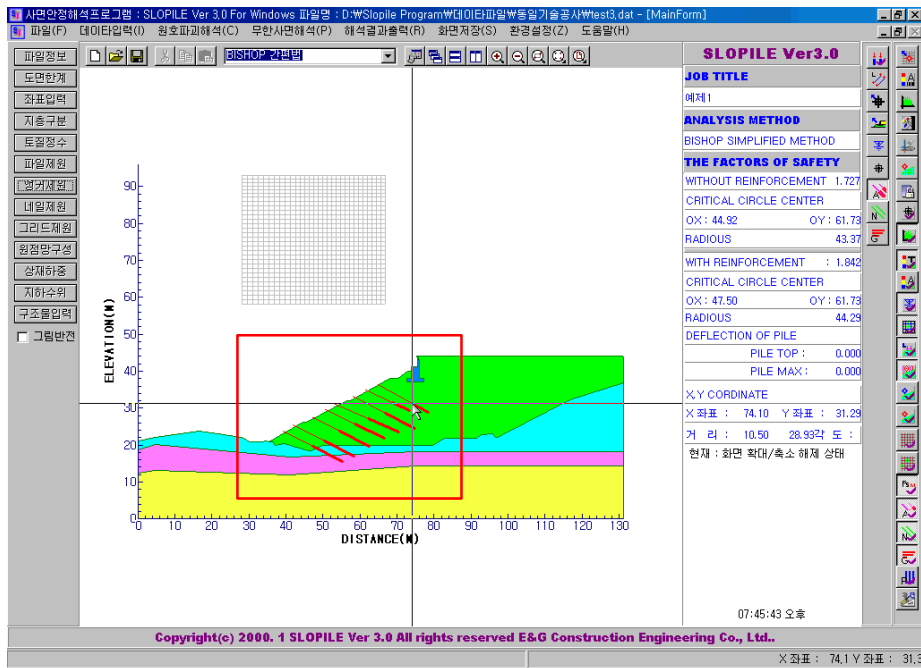 사면안정해석프로그램 : SLOPILE Ver 3,0 For Windows 파일명 : D:₩Slopile Program₩데이타파일₩동일기술공사₩test3,dat - [MainForm]
파일(F) 데이타입력(I) 원호파괴해석(C) 무한사면해석(P) 해석결과출력(R) 화면저장(S) 환경설정(Z) 도움말(H)
BISHOP 간편법
파일정보
도면한계
좌표입력
지층구분
토질정수
파일제원
앵커제원
네일제원
그리드제원
원점망구성
상재하중
지하수위
구조물입력
그림반전
ELEVATION(M)
90
80
70
60
50
40
30
20
10
0
0 10 20 30 40 50 60 70 80 90 100 110 120 130
DISTANCE(M)
SLOPILE Ver3.0
JOB TITLE
예제1
ANALYSIS METHOD
BISHOP SIMPLIFIED METHOD
THE FACTORS OF SAFETY
WITHOUT REINFORCEMENT 1.727
CRITICAL CIRCLE CENTER
OX : 44.92 OY : 61.73
RADIOUS 43.37
WITH REINFORCEMENT : 1.842
CRITICAL CIRCLE CENTER
OX : 47.50 OY : 61.73
RADIOUS 44.29
DEFLECTION OF PILE
PILE TOP : 0.000
PILE MAX : 0.000
X,Y CORDINATE
X 좌표 : 74.10 Y 좌표 : 31.29
거 리 : 10.50 28.93각 도 :
현재 : 화면 확대/축소 해제 상태
07:45:43 오후
Copyright(c) 2000. 1 SLOPILE Ver 3.0 All rights reserved E&G Construction Engineering Co., Ltd..
X 좌표 : 74,1 Y 좌표 : 31,